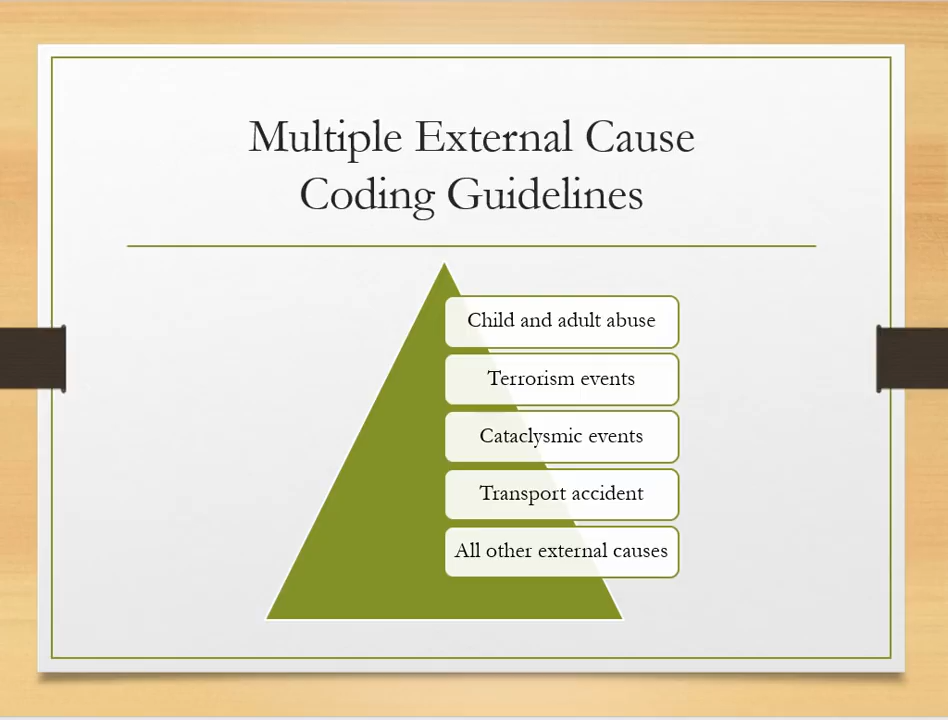 Multiple External Cause
Coding Guidelines
Child and adult abuse
Terrorism events
Cataclysmic events
Transport accident
All other external causes